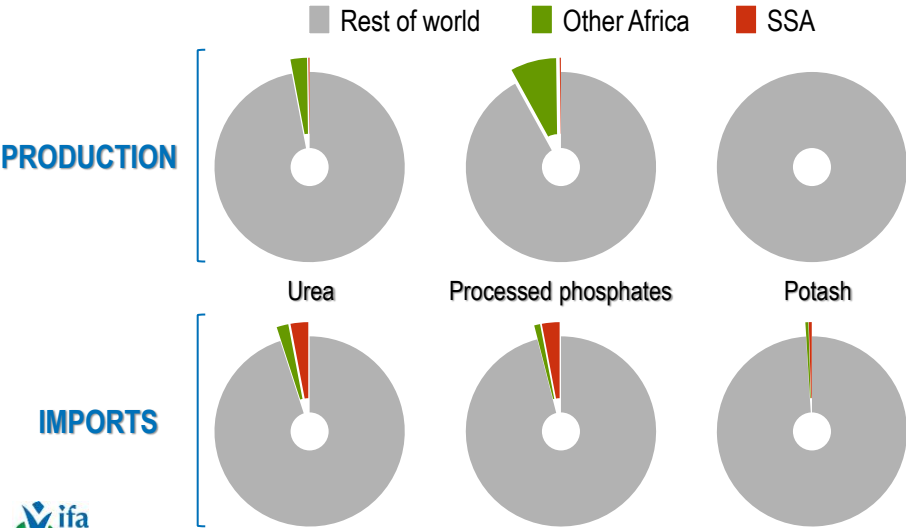 Rest of world Other Africa SSA
PRODUCTION
Urea Processed phosphates Potash
IMPORTS
ifa